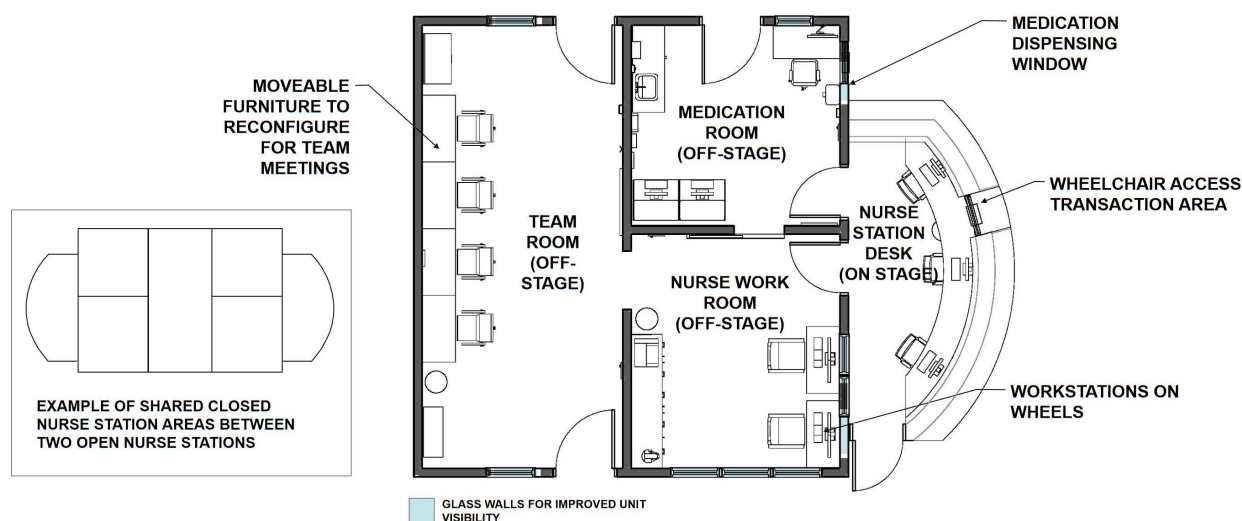 MEDICATION
DISPENSING
WINDOW
MOVEABLE
FURNITURE TO
RECONFIGURE
FOR TEAM
MEETINGS
MEDICATION
ROOM
(OFF-STAGE)
WHEELCHAIR ACCESS
TRANSACTION AREA
NURSE
STATION
DESK
(ON STAGE)
TEAM
ROOM
(OFF-
STAGE)
NURSE WORK
ROOM
(OFF-STAGE)
WORKSTATIONS ON
WHEELS
EXAMPLE OF SHARED CLOSED
NURSE STATION AREAS BETWEEN
TWO OPEN NURSE STATIONS
GLASS WALLS FOR IMPROVED UNIT
VISIBILITY